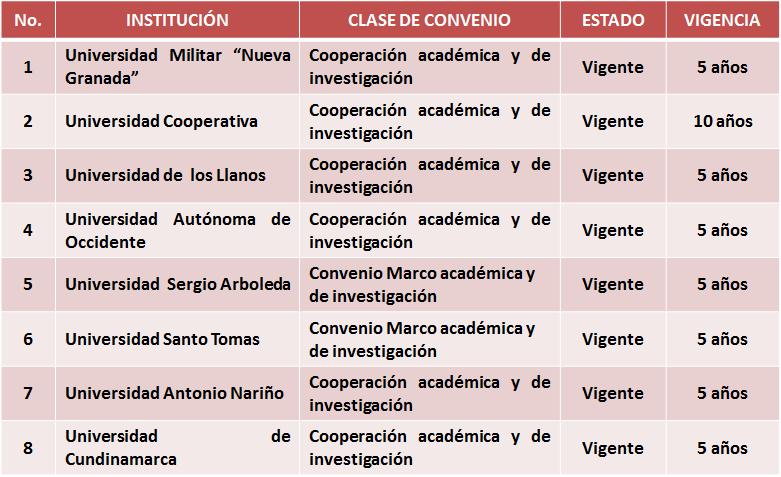 No. INSTITUCIÓN CLASE DE CONVENIO ESTADO VIGENCIA
1 Universidad Militar “Nueva Granada” Cooperación académica y de investigación Vigente 5 años
2 Universidad Cooperativa Cooperación académica y de investigación Vigente 10 años
3 Universidad de los Llanos Cooperación académica y de investigación Vigente 5 años
4 Universidad Autónoma de Occidente Cooperación académica y de investigación Vigente 5 años
5 Universidad Sergio Arboleda Convenio Marco académica y de investigación Vigente 5 años
6 Universidad Santo Tomas Convenio Marco académica y de investigación Vigente 5 años
7 Universidad Antonio Nariño Cooperación académica y de investigación Vigente 5 años
8 Universidad de Cundinamarca Cooperación académica y de investigación Vigente 5 años